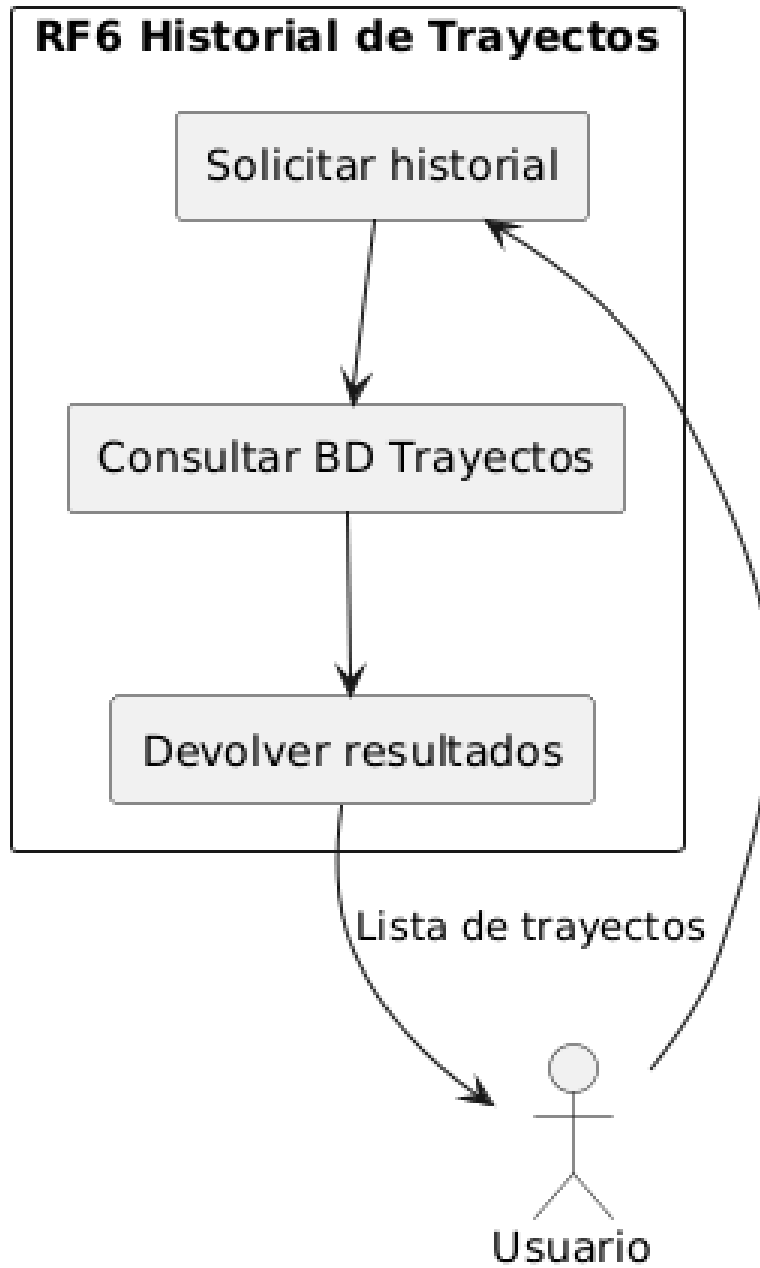 RF6 Historial de Trayectos
Solicitar historial
Consultar BD Trayectos
Devolver resultados
Lista de trayectos
Usuario